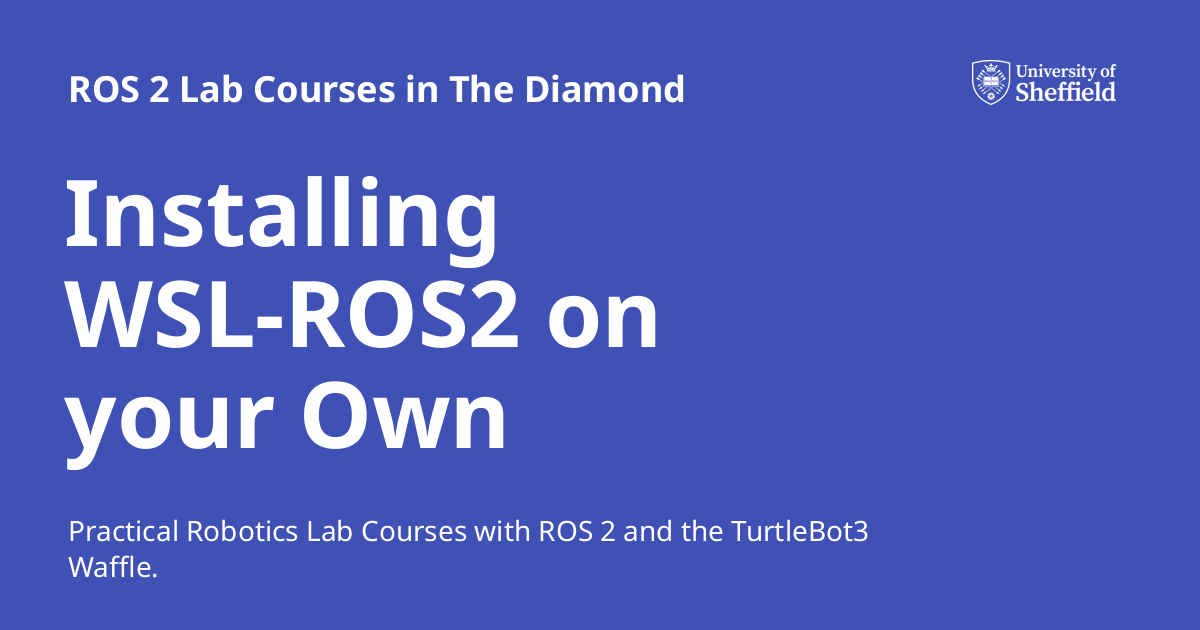 ROS 2 Lab Courses in The Diamond
University of
Sheffield
Installing
WSL-ROS2 on
your Own
Practical Robotics Lab Courses with ROS 2 and the TurtleBot3
Waffle.